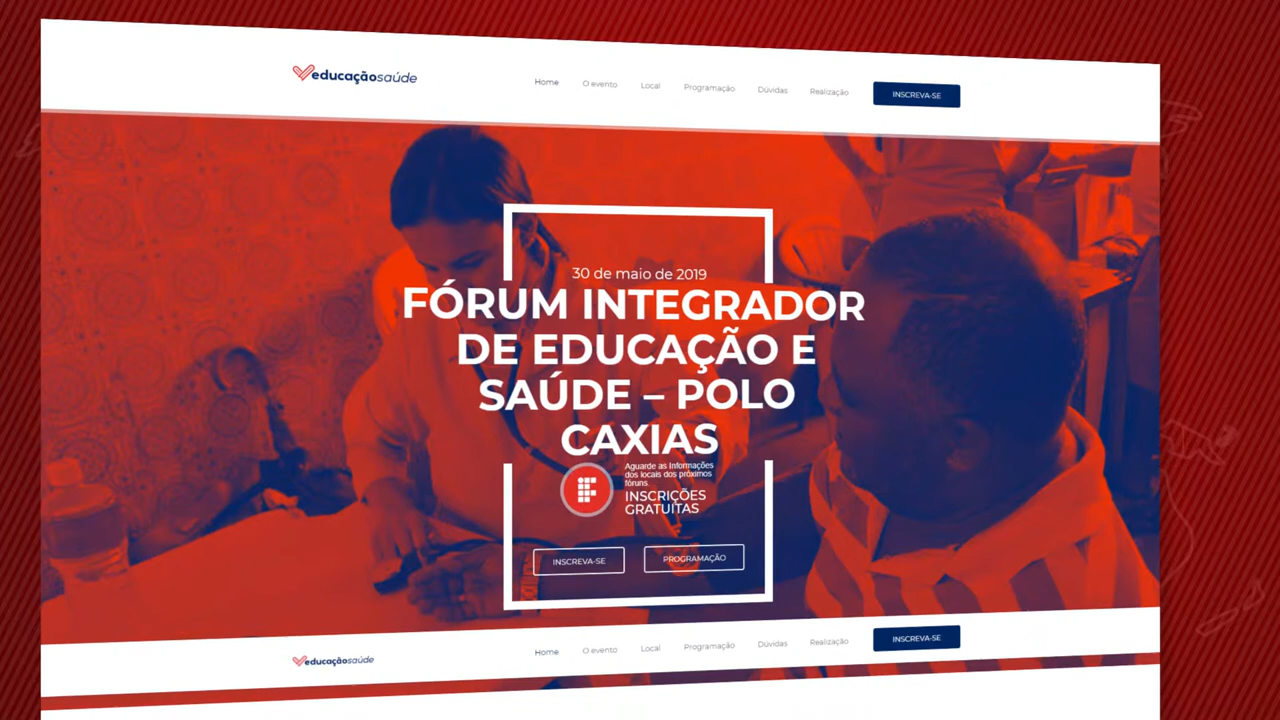 educaçãosaúde
Home O evento Local Programação Dúvidas Realização INSCREVA-SE
30 de maio de 2019
FÓRUM INTEGRADOR
DE EDUCAÇÃO E
SAÚDE – POLO
CAXIAS
Aguarde as Informações
dos locais dos próximos
fóruns.
INSCRIÇÕES
GRATUITAS
INSCREVA-SE PROGRAMAÇÃO
educaçãosaúde
Home O evento Local Programação Dúvidas Realização INSCREVA-SE